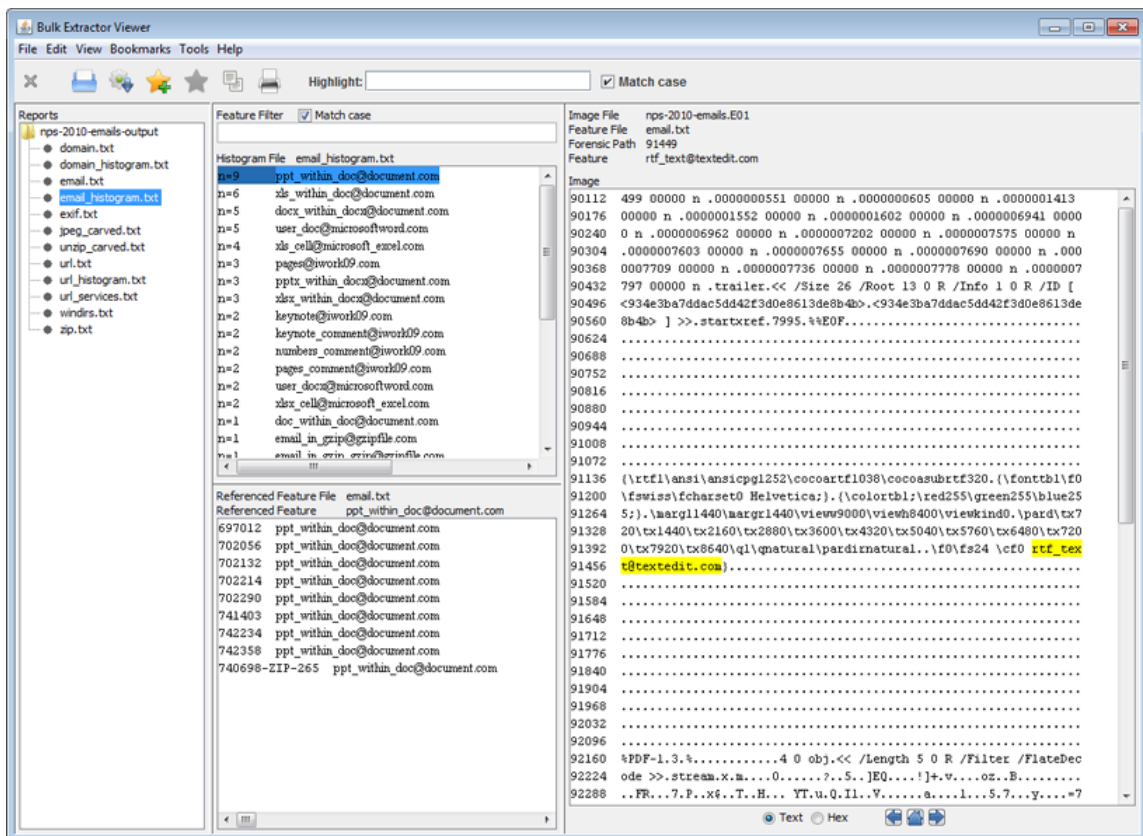 Bulk Extractor Viewer
File Edit View Bookmarks Tools Help
Highlight:
Match case
Reports
nps-2010-emails-output
domain.txt
domain_histogram.txt
email.txt
email_histogram.txt
exif.txt
jpeg_carved.txt
unzip_carved.txt
url.txt
url_histogram.txt
url_services.txt
windirs.txt
zip.txt
Feature Filter Match case
Histogram File email_histogram.txt
n=9 ppt_within_doc@document.com
n=6 xls_within_doc@document.com
n=5 docx_within_docx@document.com
n=5 user_doc@microsoftword.com
n=4 xls_cell@microsoft_excel.com
n=3 pages@iwork09.com
n=3 pptx_within_docx@document.com
n=3 xlsx_within_doc@document.com
n=2 keynote@iwork09.com
n=2 keynote_comment@iwork09.com
n=2 numbers_comment@iwork09.com
n=2 pages_comment@iwork09.com
n=2 user_docx@microsoftword.com
n=2 xlsx_cell@microsoft_excel.com
n=1 doc_within_doc@document.com
n=1 email_in_gzip@gzipfile.com
n=1 email_in_gzip_gzip@gzipfile.com
Referenced Feature File email.txt
Referenced Feature ppt_within_doc@document.com
697012 ppt_within_doc@document.com
702056 ppt_within_doc@document.com
702132 ppt_within_doc@document.com
702214 ppt_within_doc@document.com
702290 ppt_within_doc@document.com
741403 ppt_within_doc@document.com
742234 ppt_within_doc@document.com
742358 ppt_within_doc@document.com
740698-ZIP-265 ppt_within_doc@document.com
Image File nps-2010-emails.E01
Feature File email.txt
Forensic Path 91449
Feature rtf_text@textedit.com
Image
90112 499 00000 n .0000000551 00000 n .0000000605 00000 n .0000001413
90176 00000 n .0000001552 00000 n .0000001602 00000 n .0000006941 0000
90240 0 n .0000006962 00000 n .0000007202 00000 n .0000007575 00000 n
90304 .0000007603 00000 n .0000007655 00000 n .0000007690 00000 n .000
90368 0007709 00000 n .0000007736 00000 n .0000007778 00000 n .0000007
90432 797 00000 n .trailer.<< /Size 26 /Root 13 0 R /Info 1 0 R /ID [
90496 <934e3ba7ddac5dd42f3d0e8613de8b4b>.<934e3ba7ddac5dd42f3d0e8613de
90560 8b4b> ] >>.startxref.7995.%%EOF.................................
90624 ................................................................
90688 ................................................................
90752 ................................................................
90816 ................................................................
90880 ................................................................
90944 ................................................................
91008 ................................................................
91072 ................................................................
91136 {\rtf1\ansi\ansicpg1252\cocoartf1038\cocoasubrtf320.{\fonttbl\f0
91200 \fswiss\fcharset0 Helvetica;}.{\colortbl;\red255\green255\blue25
91264 5;}.\margl1440\margr1440\vieww9000\viewh8400\viewkind0.\pard\tx7
91328 20\tx1440\tx2160\tx2880\tx3600\tx4320\tx5040\tx5760\tx6480\tx720
91392 0\tx7920\tx8640\ql\qnatural\pardirnatural..\f0\fs24 \cf0 rtf_tex
91456 t@textedit.com}.................................................
91520 ................................................................
91584 ................................................................
91648 ................................................................
91712 ................................................................
91776 ................................................................
91840 ................................................................
91904 ................................................................
91968 ................................................................
92032 ................................................................
92096 ................................................................
92160 %PDF-1.3.%............4 0 obj.<< /Length 5 0 R /Filter /FlateDec
92224 ode >>.stream.x.m....0......?..5..]EQ....!]+.v....oz..B.........
92288 ..FR...7.P..x§..T..H... YT.u.Q.Il..V......a....l...5.7...y....=7
Text Hex